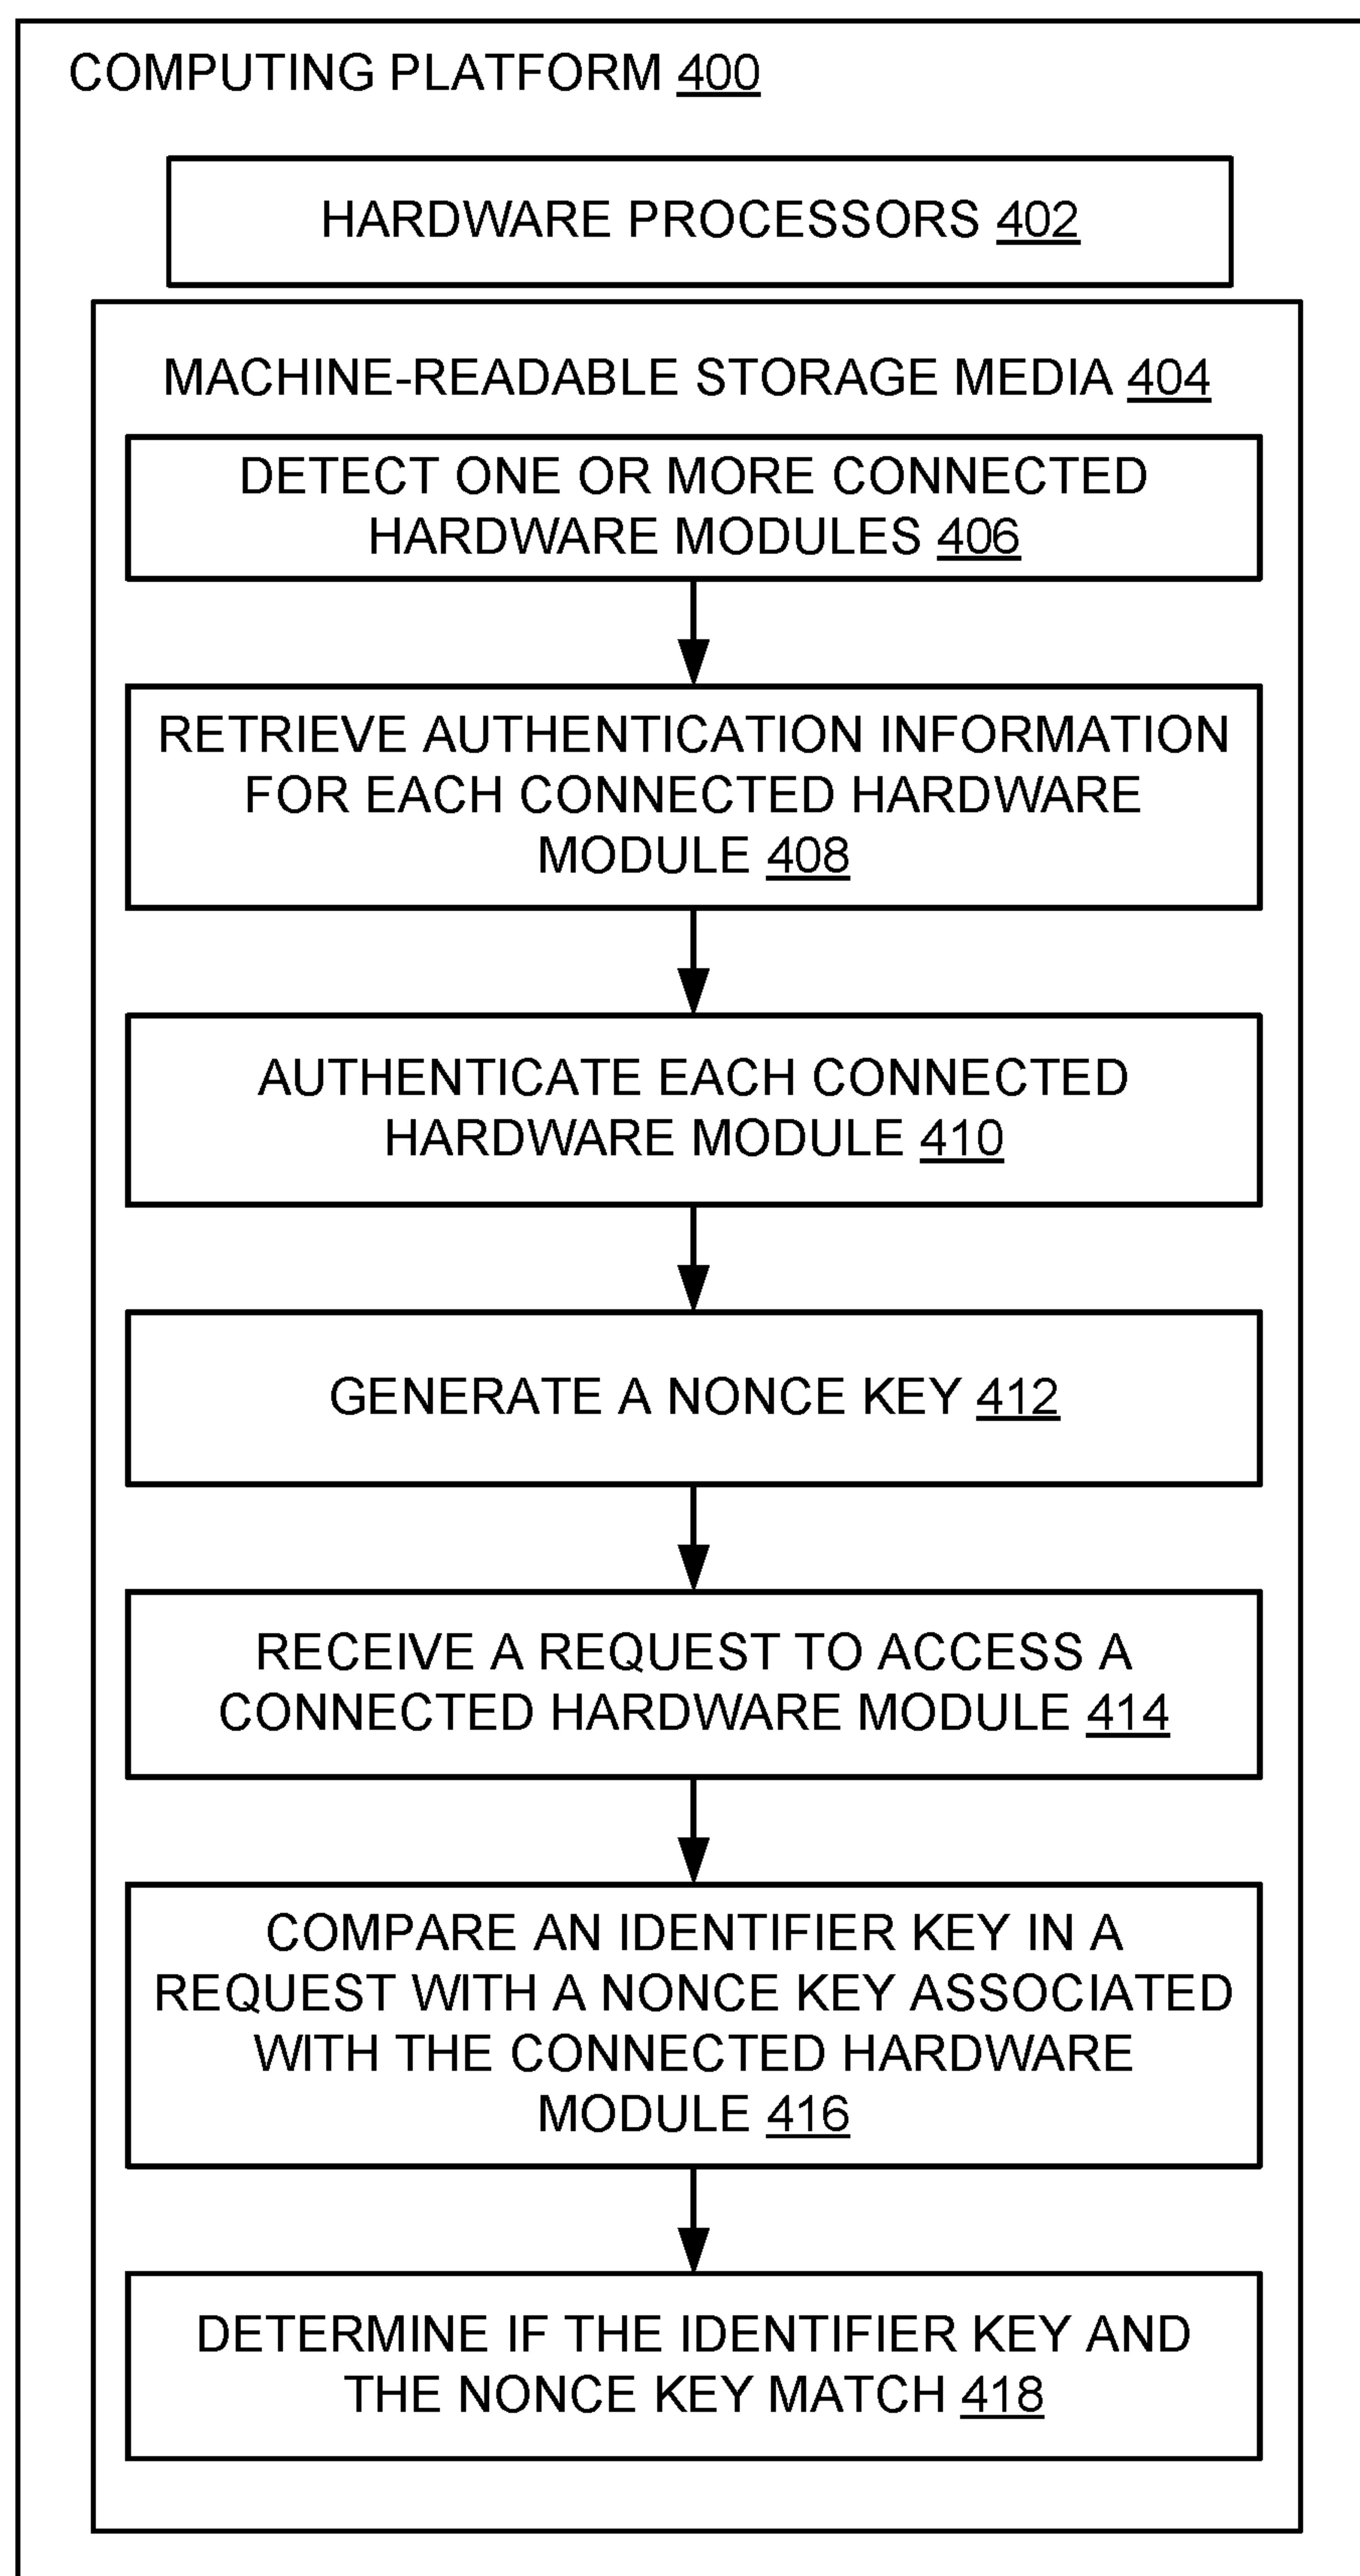 COMPUTING PLATFORM 400
HARDWARE PROCESSORS 402
MACHINE-READABLE STORAGE MEDIA 404
DETECT ONE OR MORE CONNECTED
HARDWARE MODULES 406
RETRIEVE AUTHENTICATION INFORMATION
FOR EACH CONNECTED HARDWARE
MODULE 408
AUTHENTICATE EACH CONNECTED
HARDWARE MODULE 410
GENERATE A NONCE KEY 412
RECEIVE A REQUEST TO ACCESS A
CONNECTED HARDWARE MODULE 414
COMPARE AN IDENTIFIER KEY IN A
REQUEST WITH A NONCE KEY ASSOCIATED
WITH THE CONNECTED HARDWARE
MODULE 416
DETERMINE IF THE IDENTIFIER KEY AND
THE NONCE KEY MATCH 418